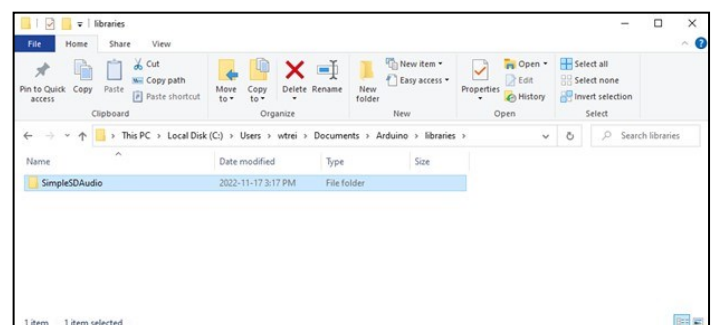 libraries
File Home Share View
Pin to Quick access
Copy
Paste
Cut
Copy path
Paste shortcut
Clipboard
Move to
Copy to
Delete
Rename
Organize
New folder
New item
Easy access
New
Properties
Open
Edit
History
Open
Select all
Select none
Invert selection
Select
This PC > Local Disk (C:) > Users > wtrei > Documents > Arduino > libraries >
Search libraries
Name Date modified Type Size
SimpleSDAudio 2022-11-17 3:17 PM File folder
1 item 1 item selected